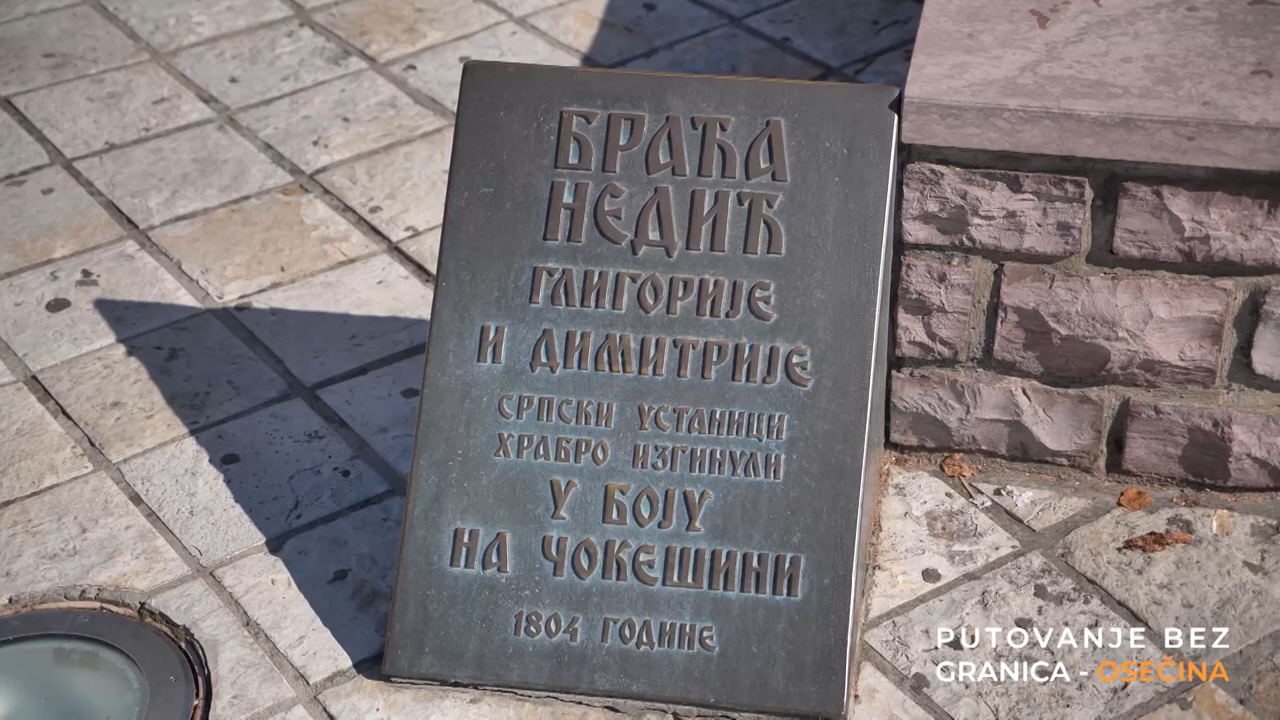 БРАЋА
НЕДИЋ
ГЛИГОРИЈЕ
И ДИМИТРИЈЕ
СРПСКИ УСТАНИЦИ
ХРАБРО ИЗГИНУЛИ
У БОЈУ
НА ЧОКЕШИНИ
1804 ГОДИНЕ
PUTOVANJE BEZ
GRANICA - OSEČINA